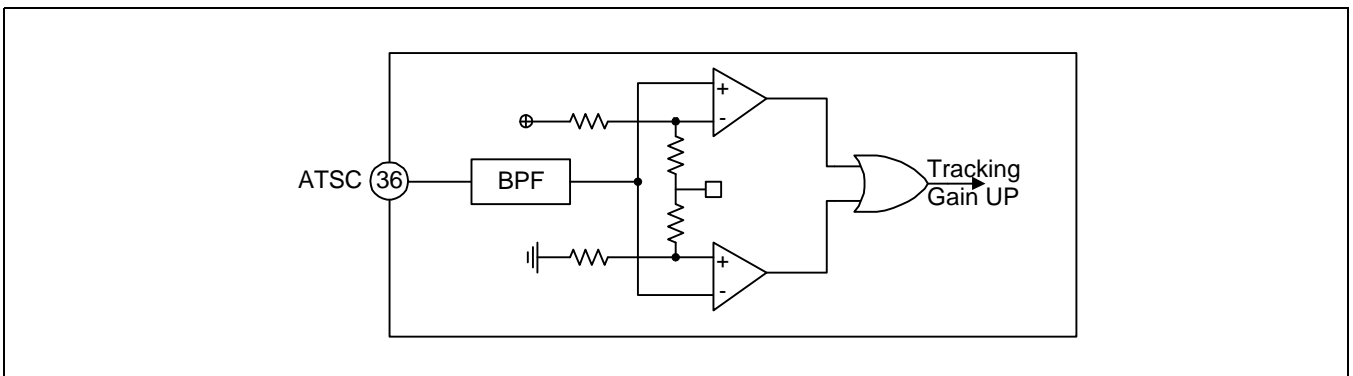 ATSC 36
BPF
+
-
+
-
Tracking
Gain UP